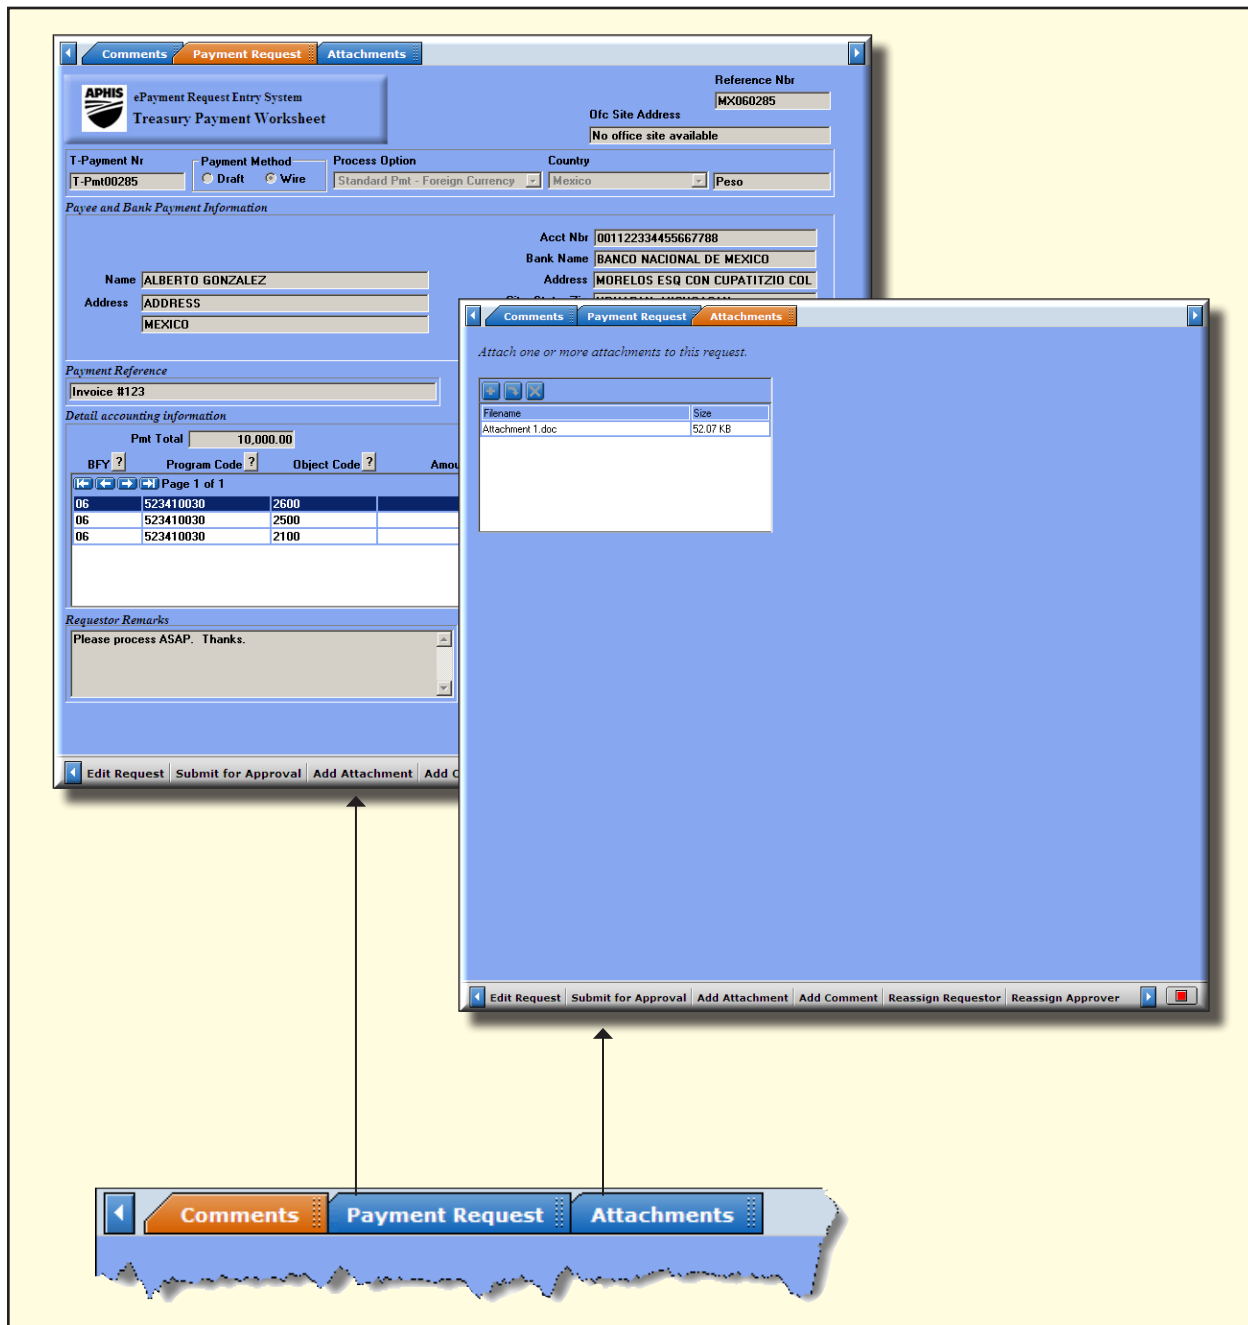 Comments Payment Request Attachments
APHIS
ePayment Request Entry System
Treasury Payment Worksheet
Reference Nbr
MX060285
Ofc Site Address
No office site available
T-Payment Nr Payment Method Process Option Country
T-Pmt00285 Draft Wire Standard Pmt - Foreign Currency Mexico Peso
Payee and Bank Payment Information
Acct Nbr 001122334455667788
Bank Name BANCO NACIONAL DE MEXICO
Name ALBERTO GONZALEZ
Address MORELOS ESQ CON CUPATITZIO COL
Address ADDRESS
MEXICO
Payment Reference
Invoice #123
Detail accounting information
Pmt Total 10,000.00
BFY ? Program Code ? Object Code ? Amou
Page 1 of 1
06 523410030 2600
06 523410030 2500
06 523410030 2100
Requestor Remarks
Please process ASAP. Thanks.
Edit Request Submit for Approval Add Attachment Add C
Comments Payment Request Attachments
Attach one or more attachments to this request.
Filename Size
Attachment 1.doc 52.07 KB
Edit Request Submit for Approval Add Attachment Add Comment Reassign Requestor Reassign Approver
Comments Payment Request Attachments